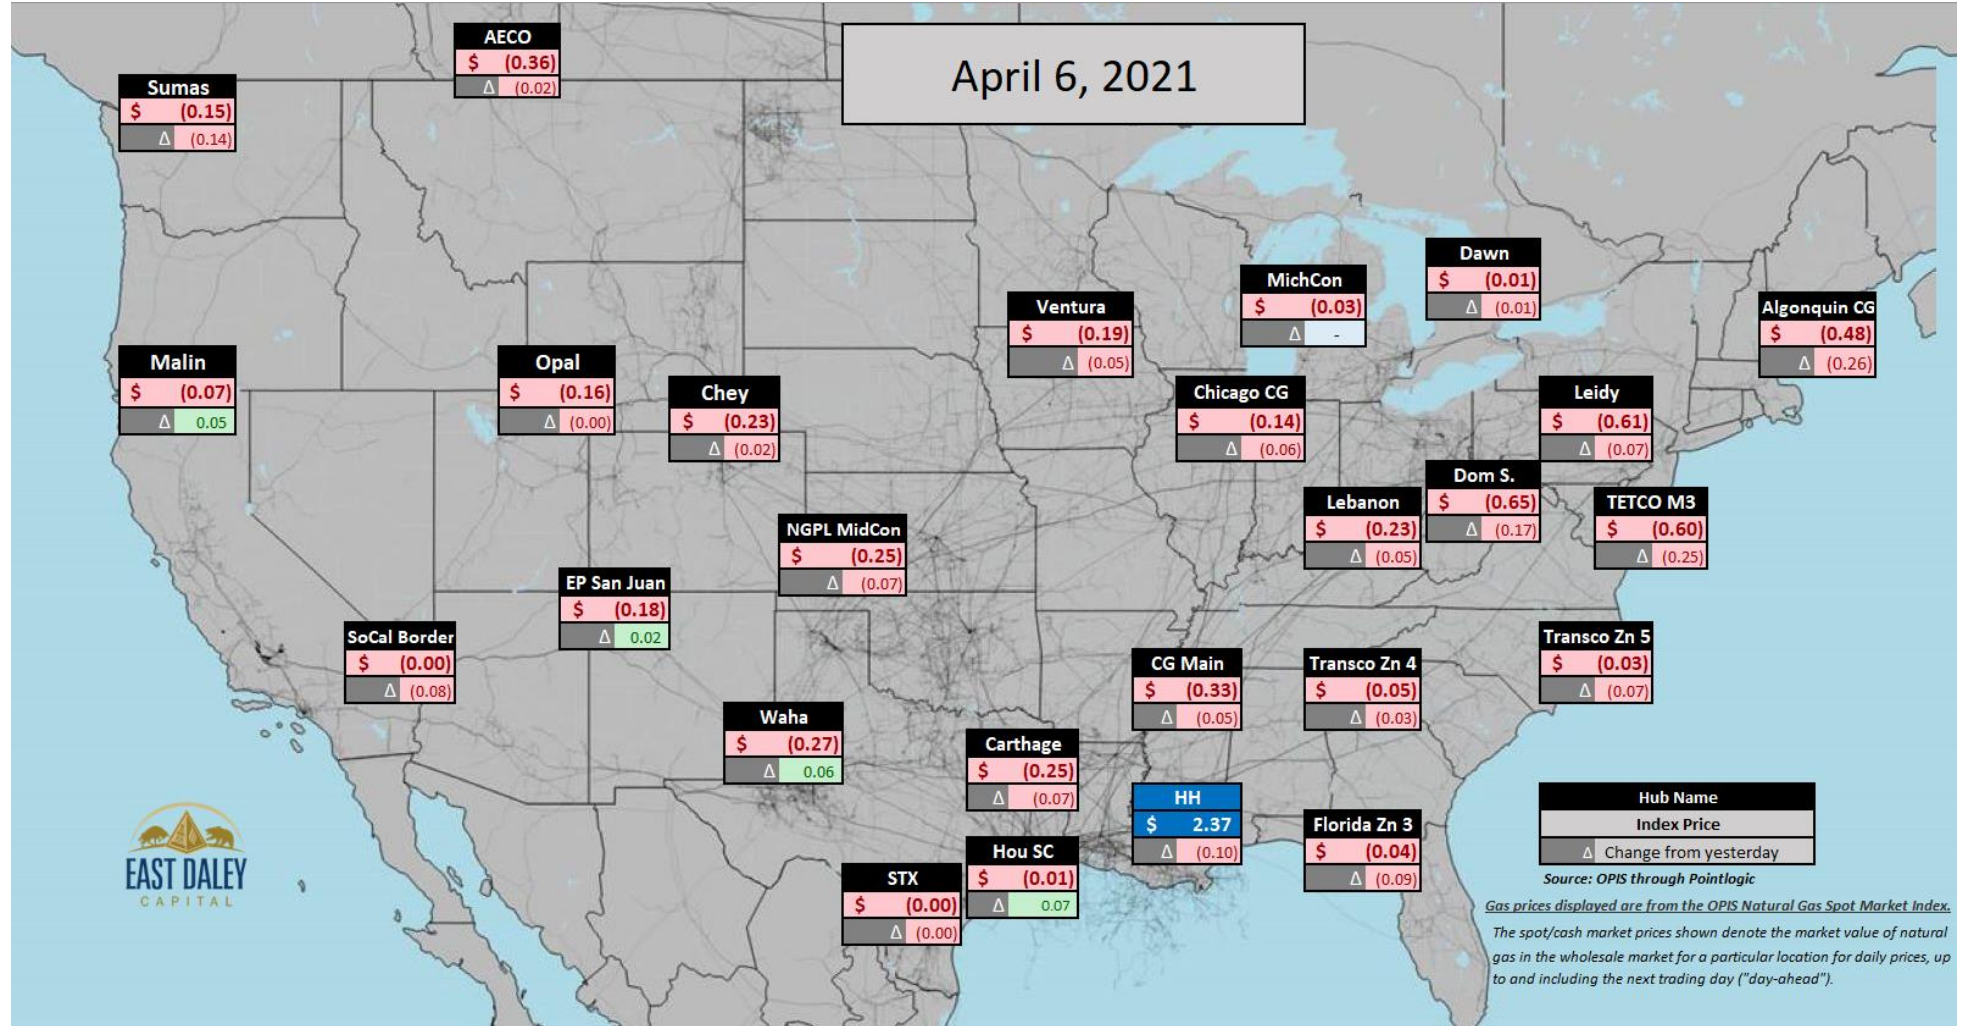 April 6, 2021
AECO
$ (0.36)
Δ (0.02)
Sumas
$ (0.15)
Δ (0.14)
Dawn
$ (0.01)
Δ (0.01)
MichCon
$ (0.03)
Δ -
Ventura
$ (0.19)
Δ (0.05)
Algonquin CG
$ (0.48)
Δ (0.26)
Malin
$ (0.07)
Δ 0.05
Opal
$ (0.16)
Δ (0.00)
Chey
$ (0.23)
Δ (0.02)
Chicago CG
$ (0.14)
Δ (0.06)
Leidy
$ (0.61)
Δ (0.07)
Dom S.
$ (0.65)
Δ (0.17)
Lebanon
$ (0.23)
Δ (0.05)
TETCO M3
$ (0.60)
Δ (0.25)
NGPL MidCon
$ (0.25)
Δ (0.07)
EP San Juan
$ (0.18)
Δ 0.02
SoCal Border
$ (0.00)
Δ (0.08)
Transco Zn 5
$ (0.03)
Δ (0.07)
CG Main
$ (0.33)
Δ (0.05)
Transco Zn 4
$ (0.05)
Δ (0.03)
Waha
$ (0.27)
Δ 0.06
Carthage
$ (0.25)
Δ (0.07)
HH
$ 2.37
Δ (0.10)
Florida Zn 3
$ (0.04)
Δ (0.09)
Hou SC
$ (0.01)
Δ 0.07
STX
$ (0.00)
Δ (0.00)
EAST DALEY
CAPITAL
Hub Name
Index Price
Δ Change from yesterday
Source: OPIS through Pointlogic
Gas prices displayed are from the OPIS Natural Gas Spot Market Index.
The spot/cash market prices shown denote the market value of natural
gas in the wholesale market for a particular location for daily prices, up
to and including the next trading day ("day-ahead").